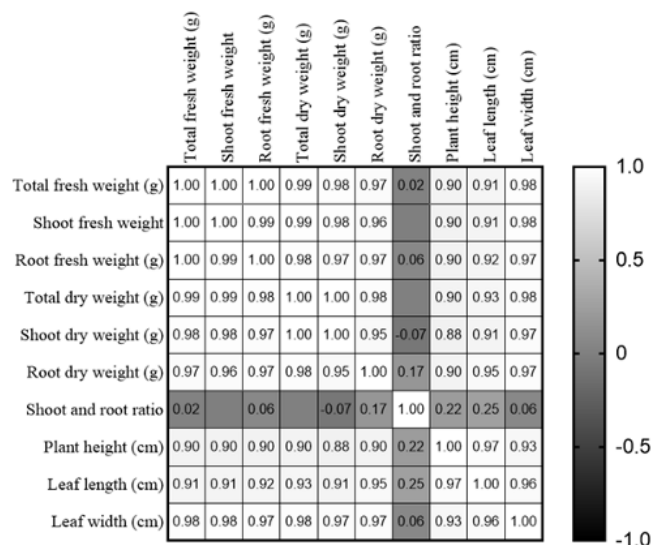 Total fresh weight (g)
Shoot fresh weight
Root fresh weight (g)
Total dry weight (g)
Shoot dry weight (g)
Root dry weight (g)
Shoot and root ratio
Plant height (cm)
Leaf length (cm)
Leaf width (cm)
Total fresh weight (g) 1.00 1.00 1.00 0.99 0.98 0.97 0.02 0.90 0.91 0.98
Shoot fresh weight 1.00 1.00 0.99 0.99 0.98 0.96 0.90 0.91 0.98
Root fresh weight (g) 1.00 0.99 1.00 0.98 0.97 0.97 0.06 0.90 0.92 0.97
Total dry weight (g) 0.99 0.99 0.98 1.00 1.00 0.98 0.90 0.93 0.98
Shoot dry weight (g) 0.98 0.98 0.97 1.00 1.00 0.95 -0.07 0.88 0.91 0.97
Root dry weight (g) 0.97 0.96 0.97 0.98 0.95 1.00 0.17 0.90 0.95 0.97
Shoot and root ratio 0.02 0.06 -0.07 0.17 1.00 0.22 0.25 0.06
Plant height (cm) 0.90 0.90 0.90 0.90 0.88 0.90 0.22 1.00 0.97 0.93
Leaf length (cm) 0.91 0.91 0.92 0.93 0.91 0.95 0.25 0.97 1.00 0.96
Leaf width (cm) 0.98 0.98 0.97 0.98 0.97 0.97 0.06 0.93 0.96 1.00
1.0
0.5
0
-0.5
-1.0